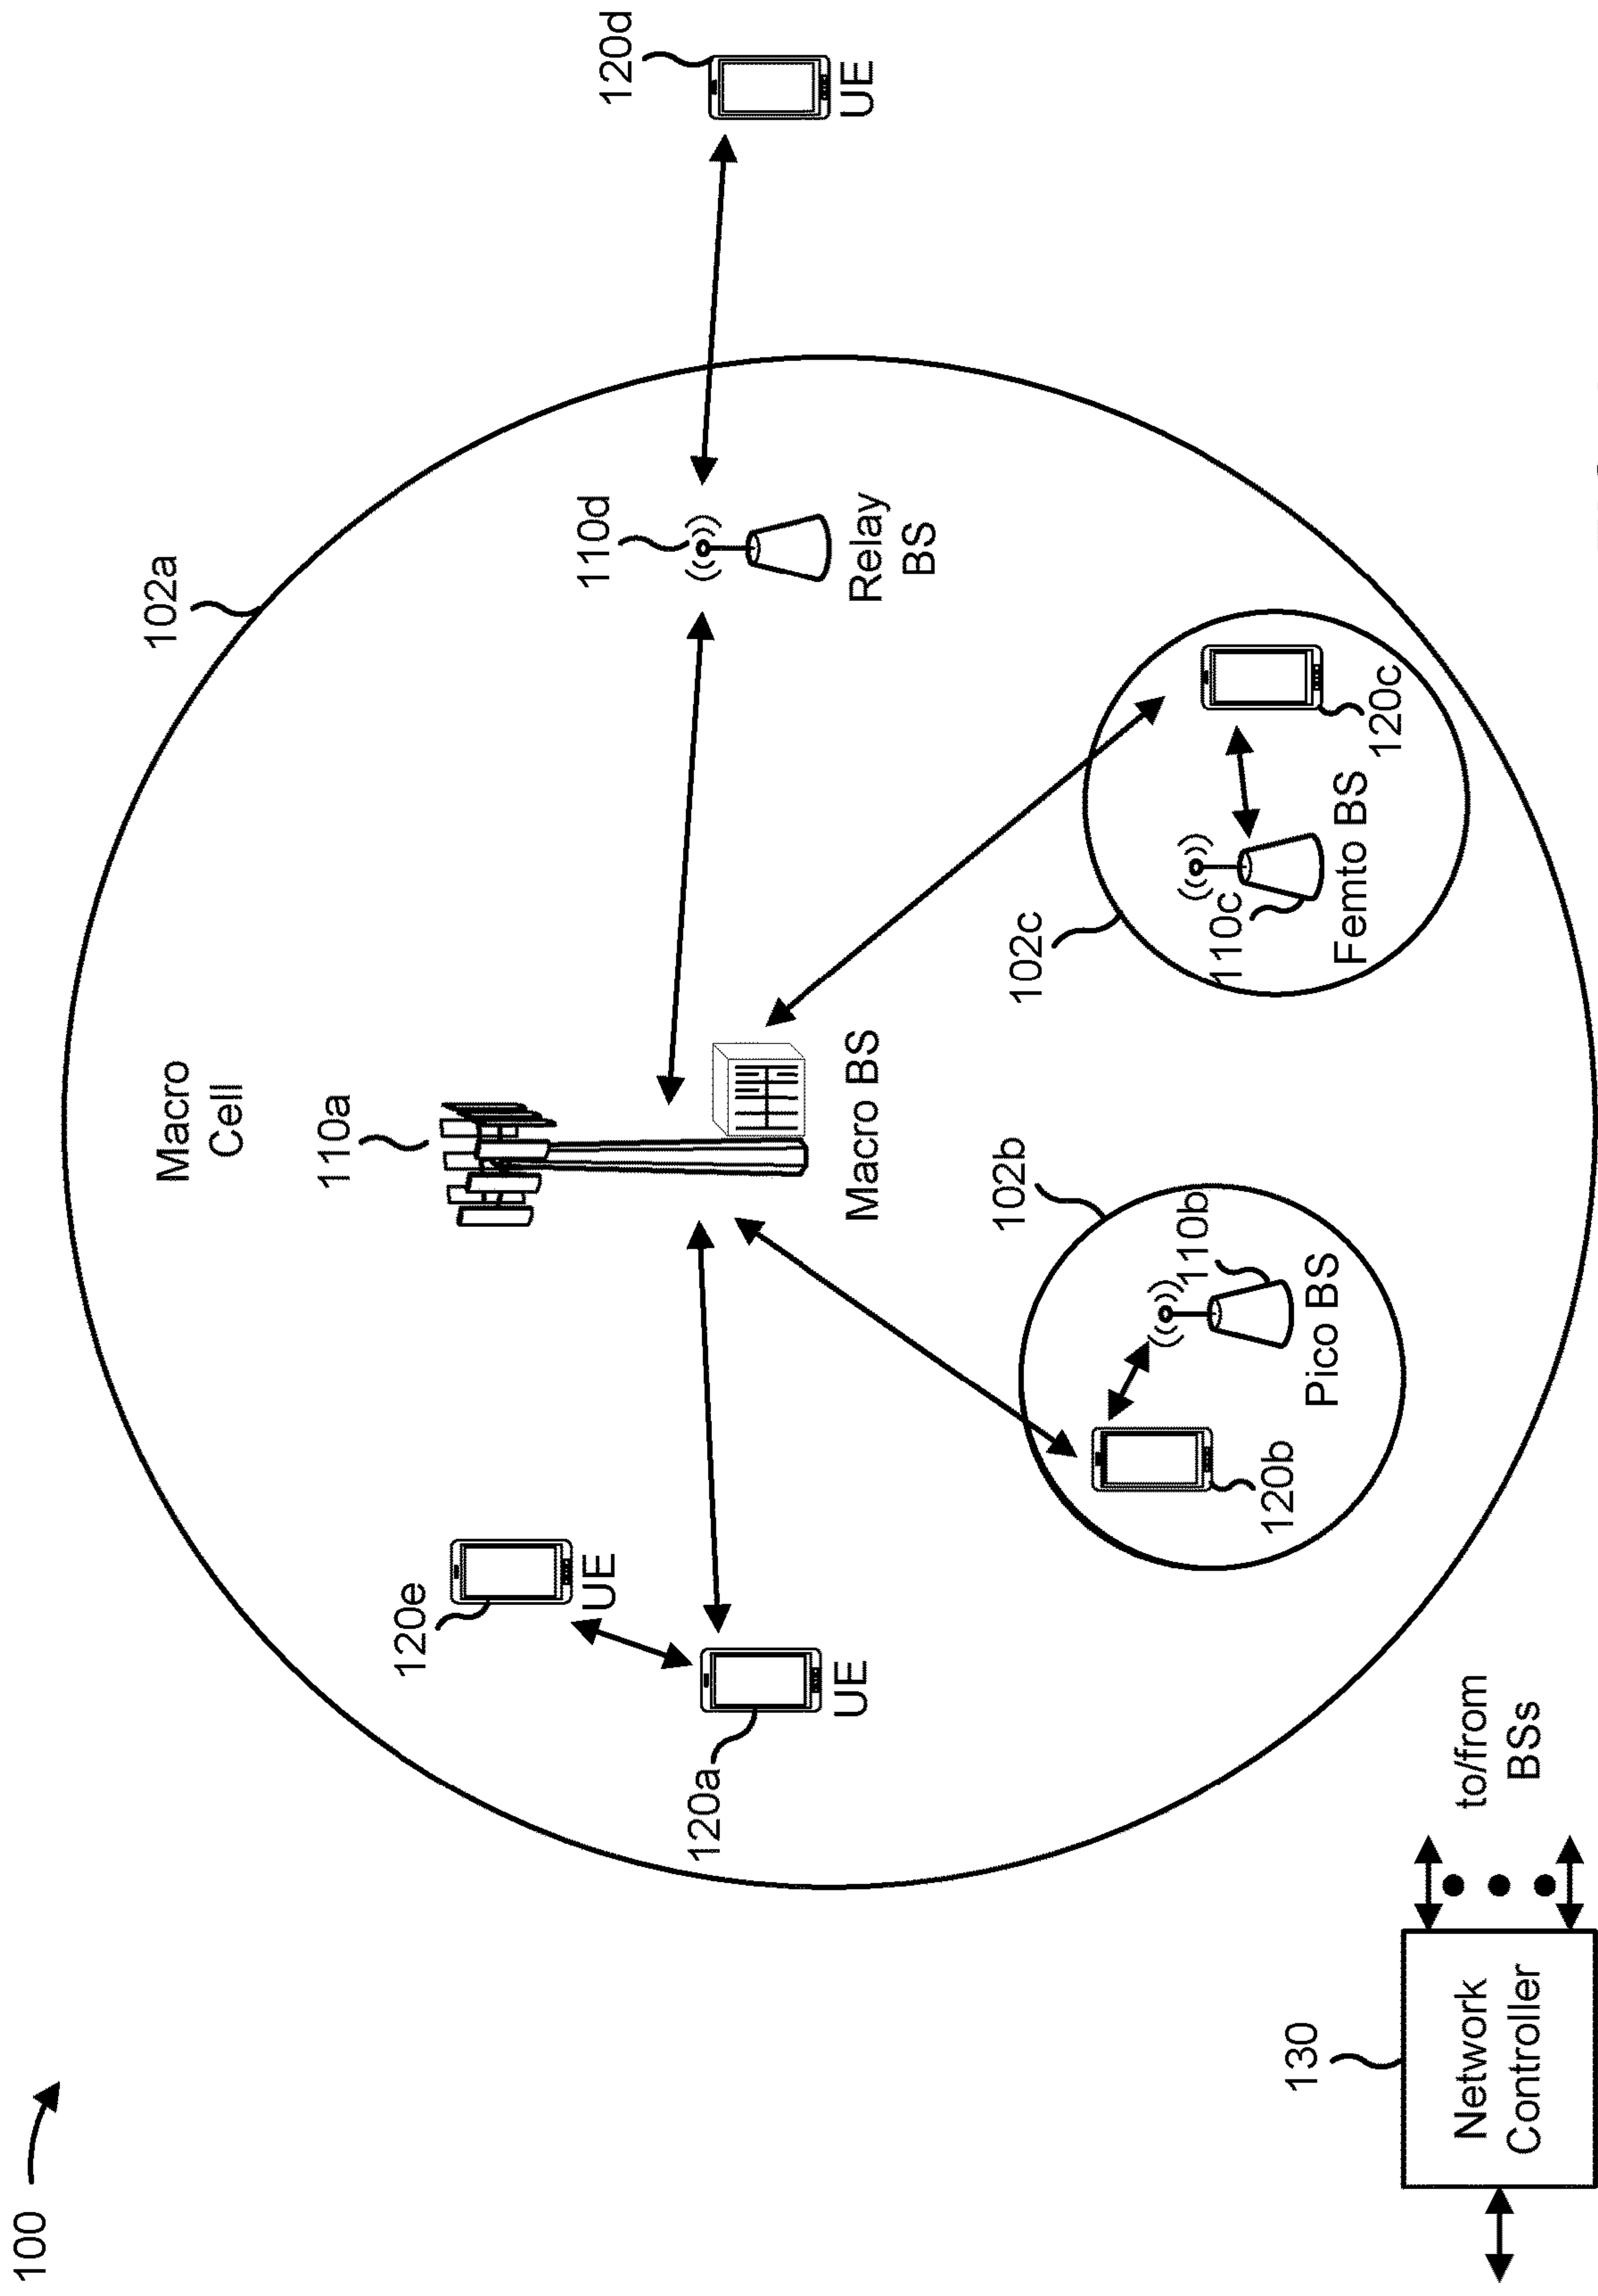 100
102a
Macro
Cell
110a
120d
UE
110d
Relay
BS
120e
UE
120a
UE
Macro BS
102c
110c
Femto BS
120c
102b
110b
Pico BS
120b
130
Network
Controller
to/from
BSs